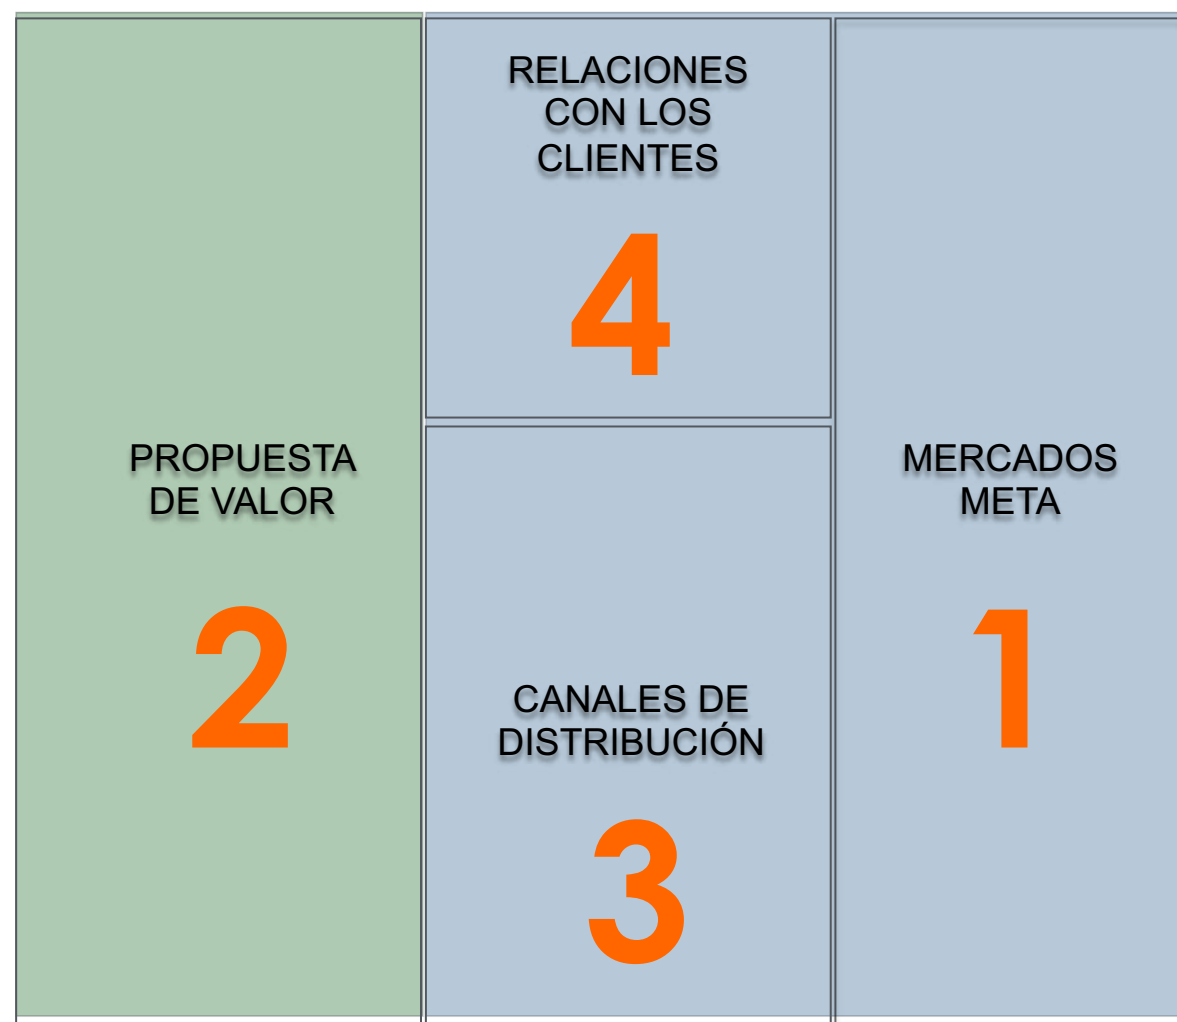 PROPUESTA
DE VALOR
2
RELACIONES
CON LOS
CLIENTES
4
CANALES DE
DISTRIBUCIÓN
3
MERCADOS
META
1